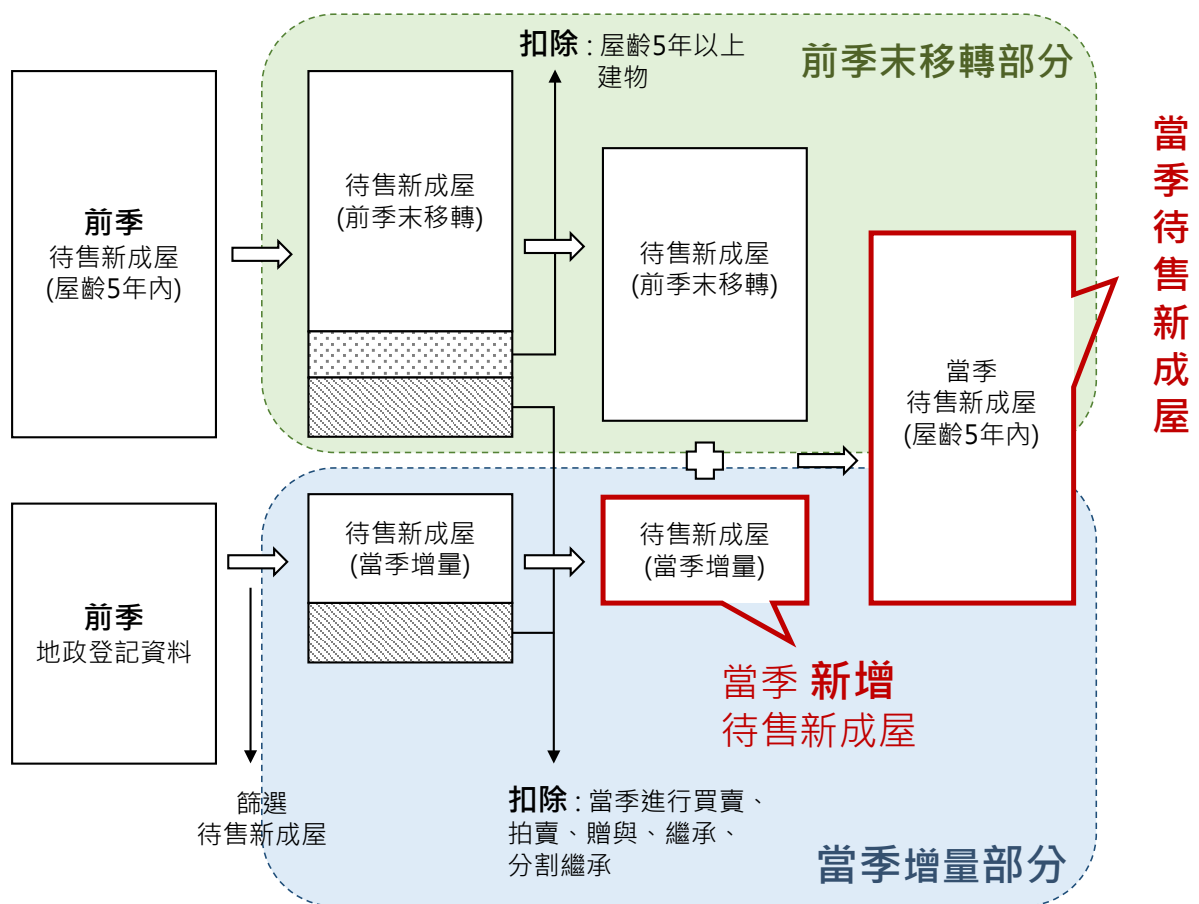 扣除 : 屋齡5年以上
建物
前季末移轉部分
前季
待售新成屋
(屋齡5年內)
待售新成屋
(前季末移轉)
待售新成屋
(前季末移轉)
當季
待售新成屋
(屋齡5年內)
當季待售新成屋
前季
地政登記資料
待售新成屋
(當季增量)
待售新成屋
(當季增量)
當季 新增
待售新成屋
篩選
待售新成屋
扣除 : 當季進行買賣、
拍賣、贈與、繼承、
分割繼承
當季增量部分